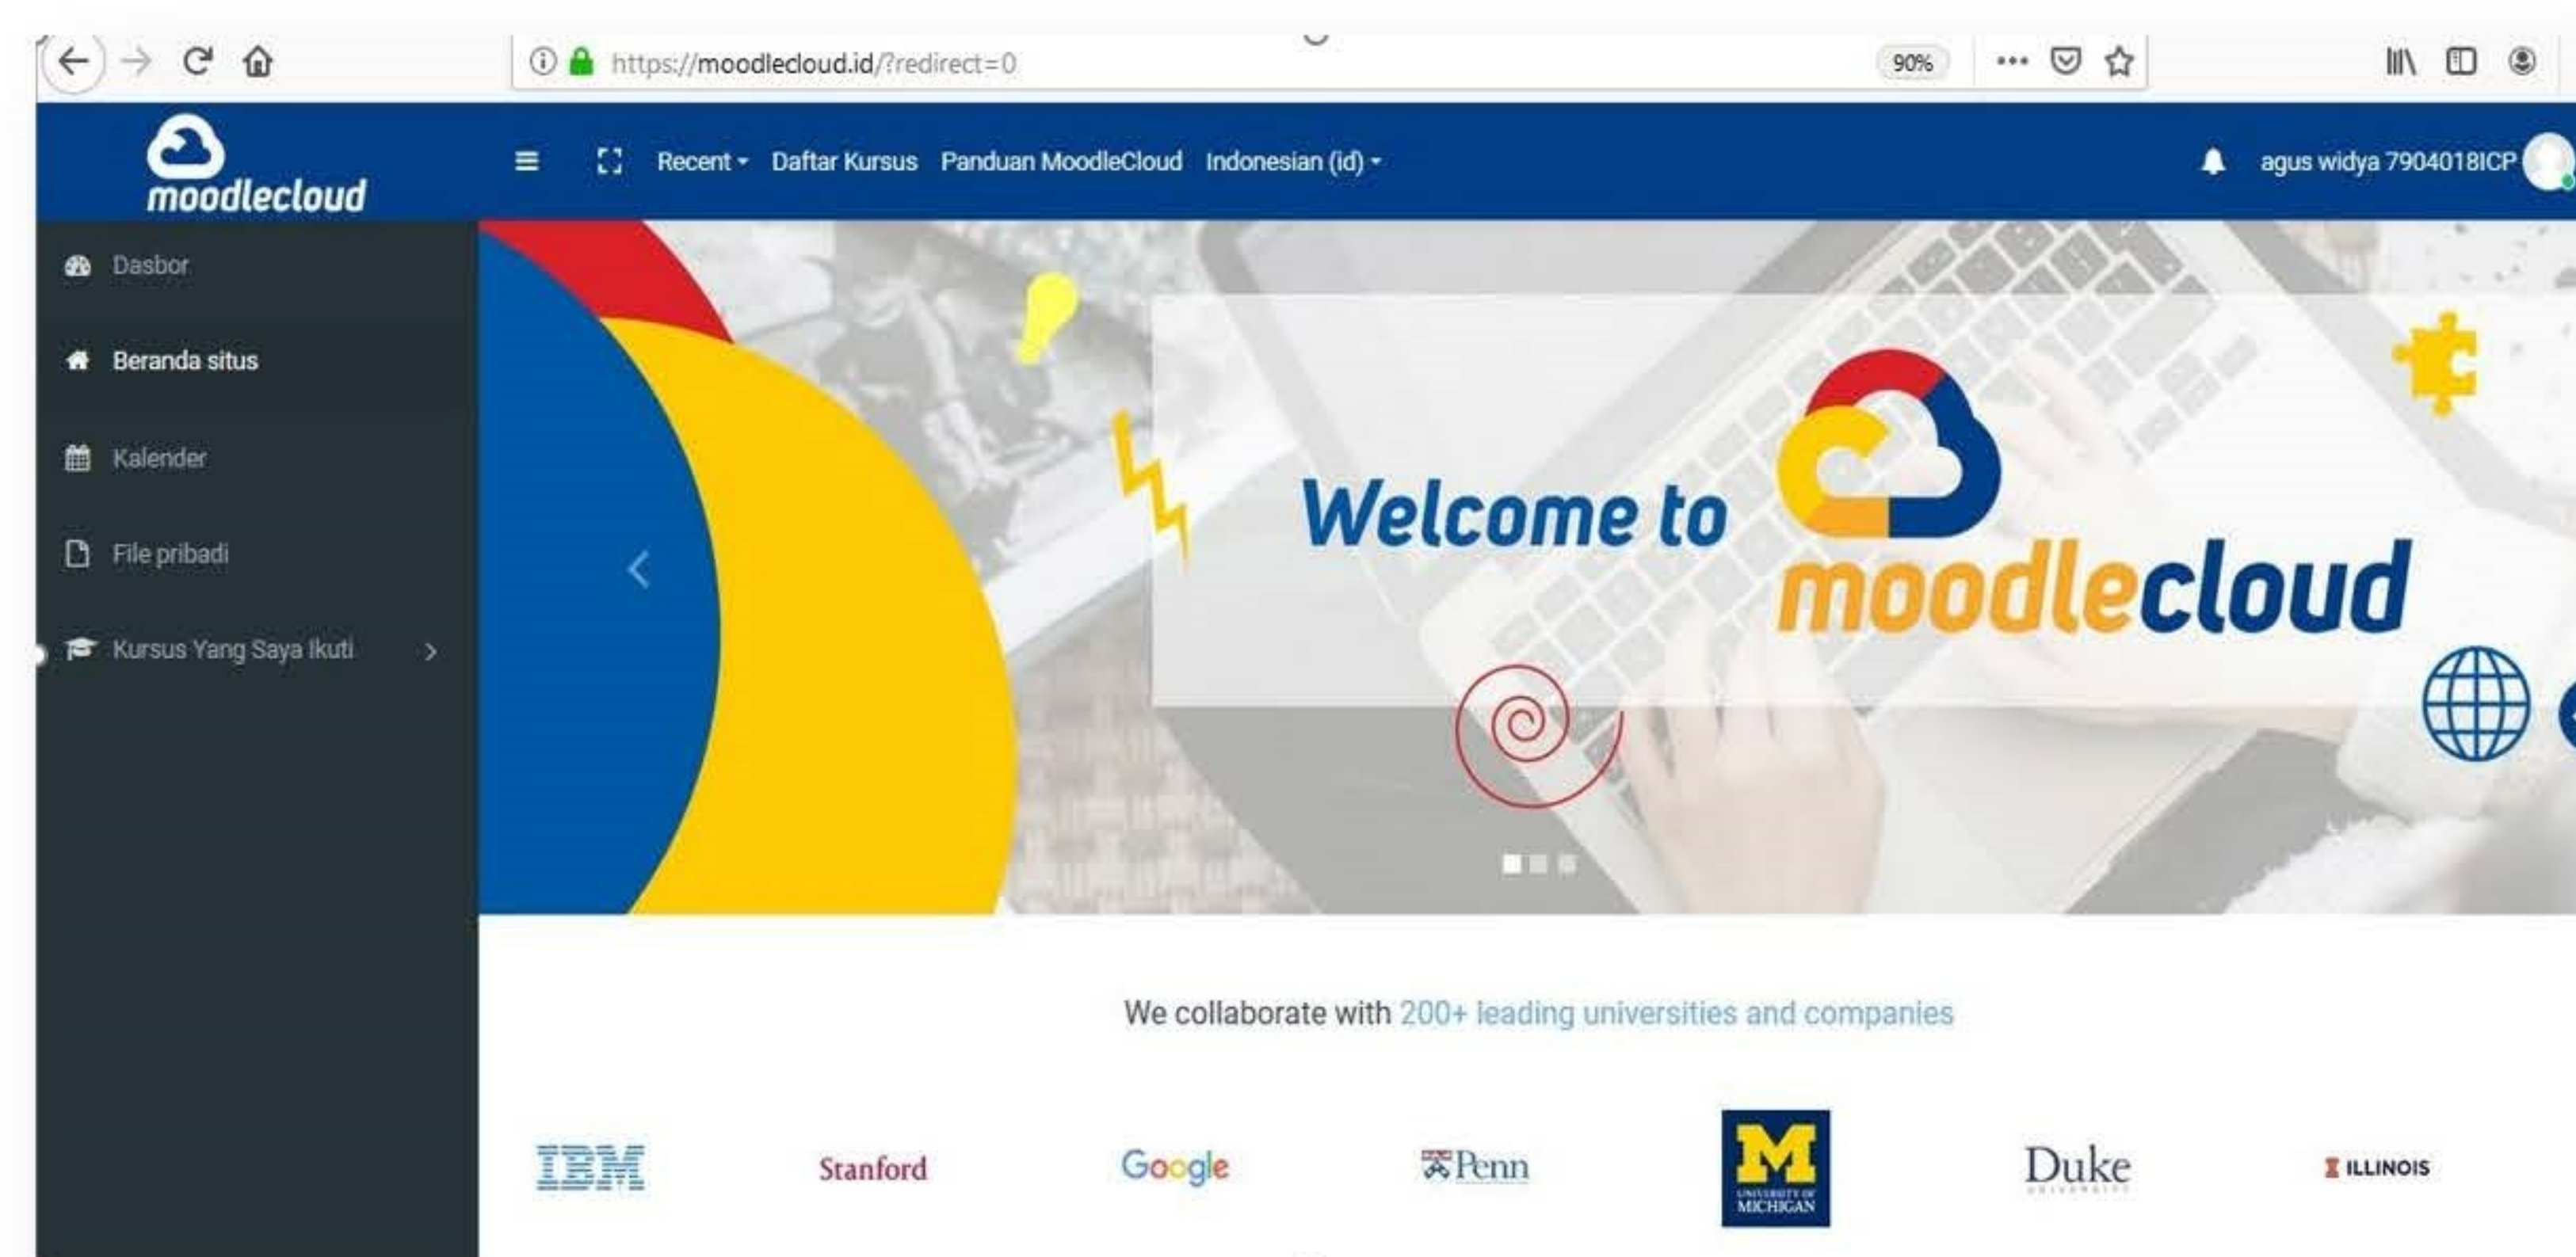 https://moodlecloud.id/?redirect=0
90%
moodlecloud
Recent
Daftar Kursus
Panduan MoodleCloud
Indonesian (id)
agus widya 7904018ICP
Dasbor
Beranda situs
Kalender
File pribadi
Kursus Yang Saya Ikuti
Welcome to
moodlecloud
We collaborate with 200+ leading universities and companies
IBM
Stanford
Google
Penn
M
UNIVERSITY OF
MICHIGAN
Duke
UNIVERSITY
I ILLINOIS